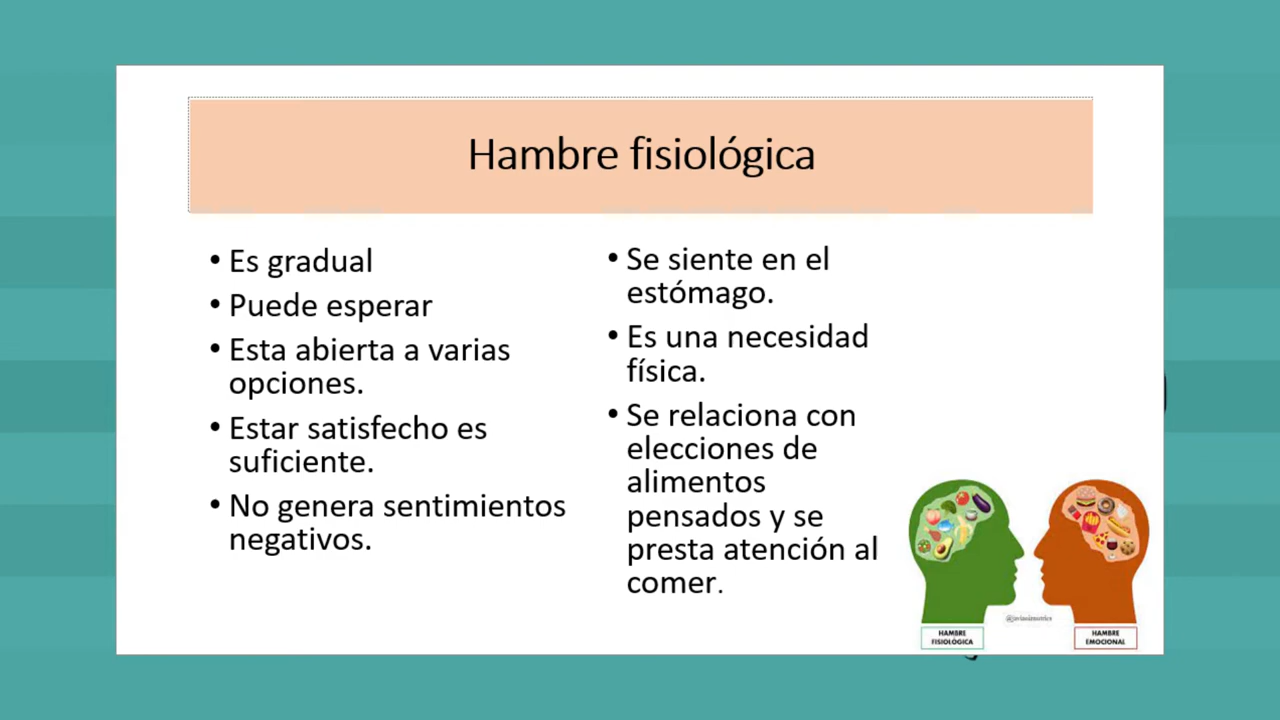 Hambre fisiológica
• Es gradual
• Puede esperar
• Esta abierta a varias
opciones.
• Estar satisfecho es
suficiente.
• No genera sentimientos
negativos.
• Se siente en el
estómago.
• Es una necesidad
física.
• Se relaciona con
elecciones de
alimentos
pensados y se
presta atención al
comer.
HAMBRE
FISIOLÓGICA
HAMBRE
EMOCIONAL